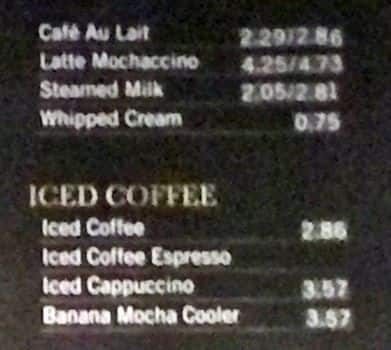 Café Au Lait 2.29/2.86
Latte Mochaccino 4.25/4.73
Steamed Milk 2.05/2.81
Whipped Cream 0.75
ICED COFFEE
Iced Coffee 2.86
Iced Coffee Espresso
Iced Cappuccino 3.57
Banana Mocha Cooler 3.57